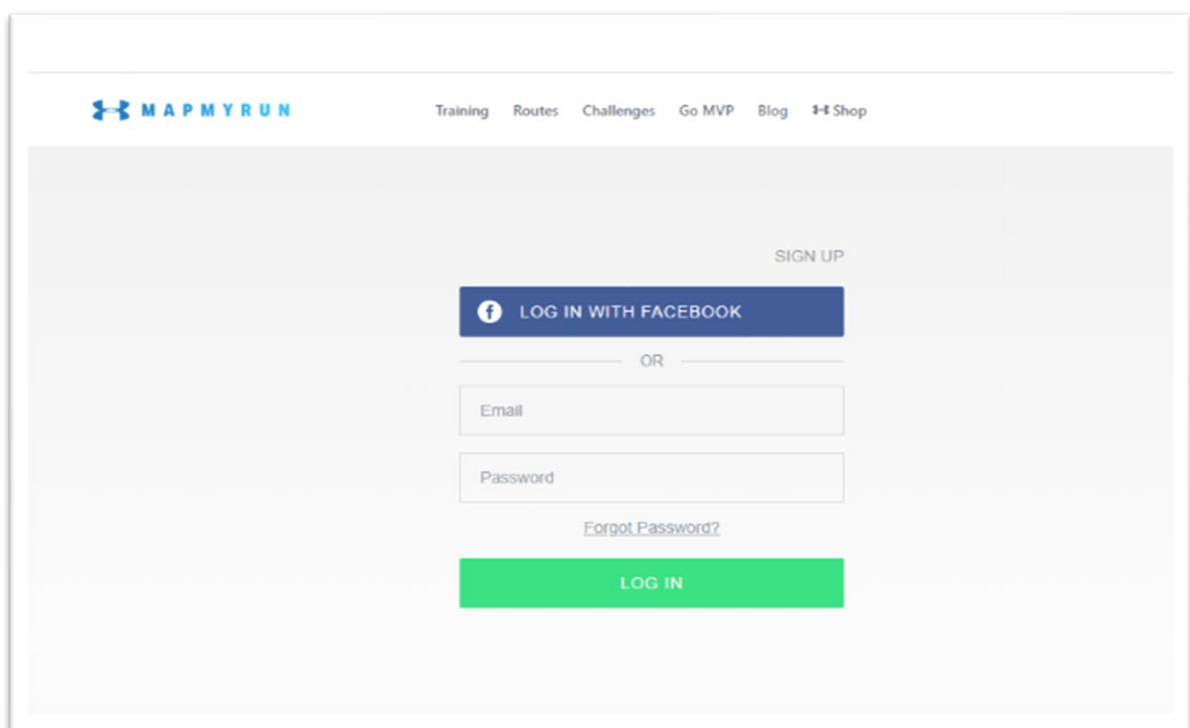 MAPMYRUN
Training Routes Challenges Go MVP Blog Shop
SIGN UP
LOG IN WITH FACEBOOK
OR
Email
Password
Forgot Password?
LOG IN